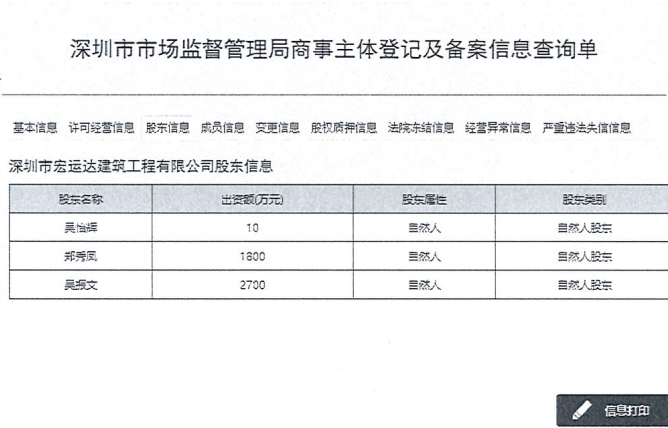 深圳市市场监督管理局商事主体登记及备案信息查询单
基本信息 许可经营信息 股东信息 成员信息 变更信息 股权质押信息 法院冻结信息 经营异常信息 严重违法失信信息
深圳市宏运达建筑工程有限公司股东信息
股东名称 出资额(万元) 股东属性 股东类别
吴怡辉 10 自然人 自然人股东
郑秀凤 1800 自然人 自然人股东
吴振文 2700 自然人 自然人股东
信息打印